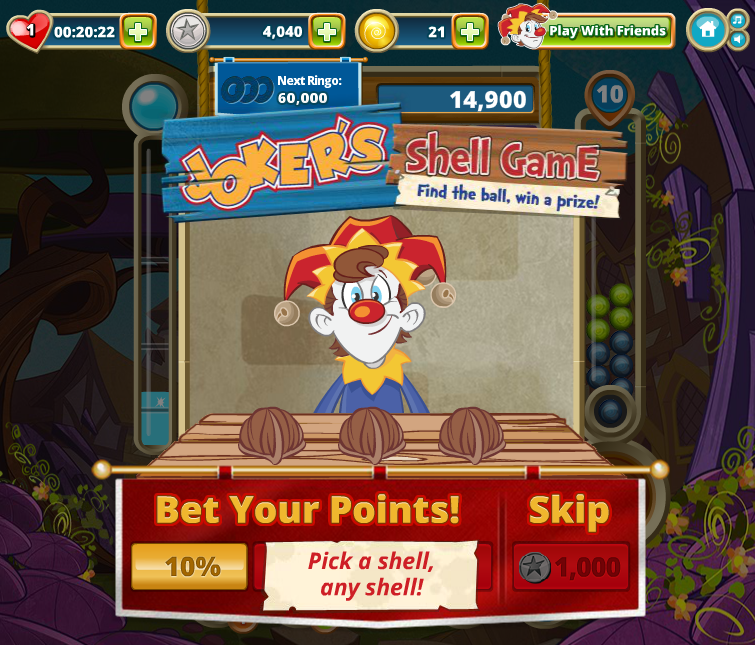 1
00:20:22
4,040
21
Play With Friends
Next Ringo:
60,000
14,900
10
JOKER'S
Shell GamE
Find the ball, win a prize!
Bet Your Points!
Skip
10%
Pick a shell,
any shell!
1,000